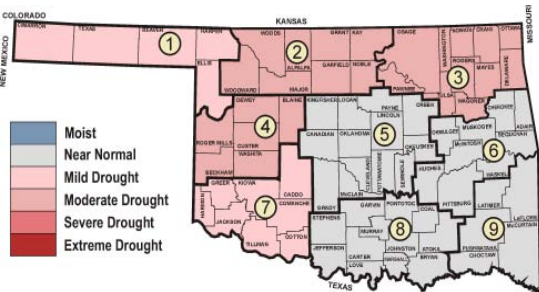 COLORADO
KANSAS
MISSOURI
NEW MEXICO
TEXAS
CIMARRON
TEXAS
BEAVER
HARPER
ELLIS
1
WOODS
GRANT
KAY
2
ALFALFA
GARFIELD
NOBLE
WOODWARD
MAJOR
OSAGE
WASHINGTON
NOWATA
CRAIG
OTTAWA
ROGERS
MAYES
DELAWARE
3
PAWNEE
TULSA
WAGONER
DEWEY
BLAINE
4
ROGER MILLS
CUSTER
WASHITA
BECKHAM
KINGFISHER
LOGAN
PAYNE
LINCOLN
CREEK
CANADIAN
OKLAHOMA
5
OKFUSKEE
CLEVELAND
POTTAWATOMIE
SEMINOLE
McCLAIN
GRADY
CHEROKEE
ADAIR
OKMULGEE
MUSKOGEE
SEQUOYAH
McINTOSH
6
HUGHES
HASKELL
PITTSBURG
GREER
KIOWA
CADDO
HARMON
7
COMANCHE
JACKSON
COTTON
TILLMAN
STEPHENS
GARVIN
PONTOTOC
COAL
MURRAY
8
JEFFERSON
JOHNSTON
ATOKA
CARTER
LOVE
MARSHALL
BRYAN
LATIMER
LeFLORE
9
McCURTAIN
PUSHMATAHA
CHOCTAW
Moist
Near Normal
Mild Drought
Moderate Drought
Severe Drought
Extreme Drought